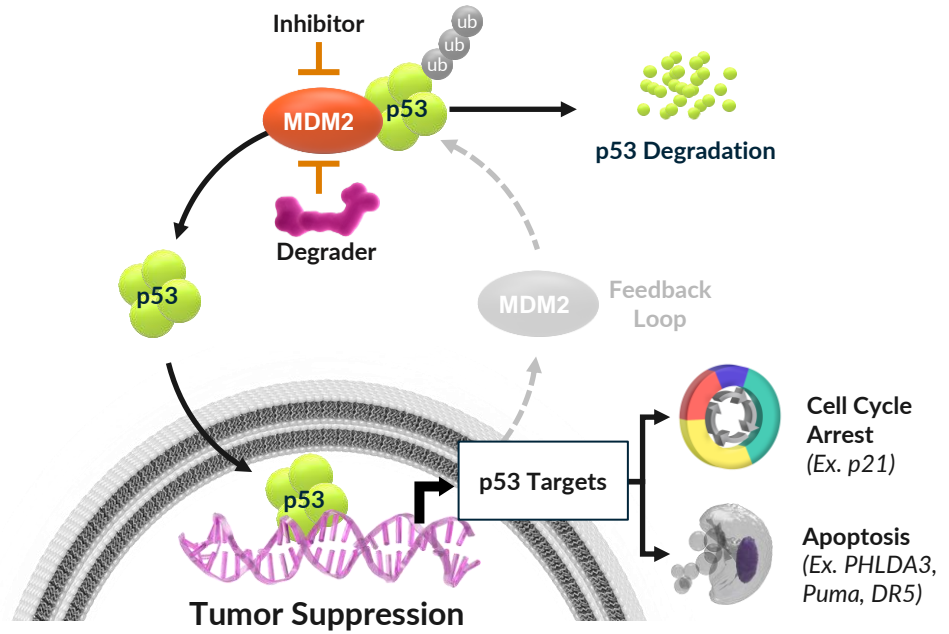 Inhibitor
ub
ub
ub
MDM2
p53
p53 Degradation
Degrader
p53
MDM2
Feedback
Loop
p53
p53 Targets
Cell Cycle
Arrest
(Ex. p21)
Apoptosis
(Ex. PHLDA3,
Puma, DR5)
Tumor Suppression